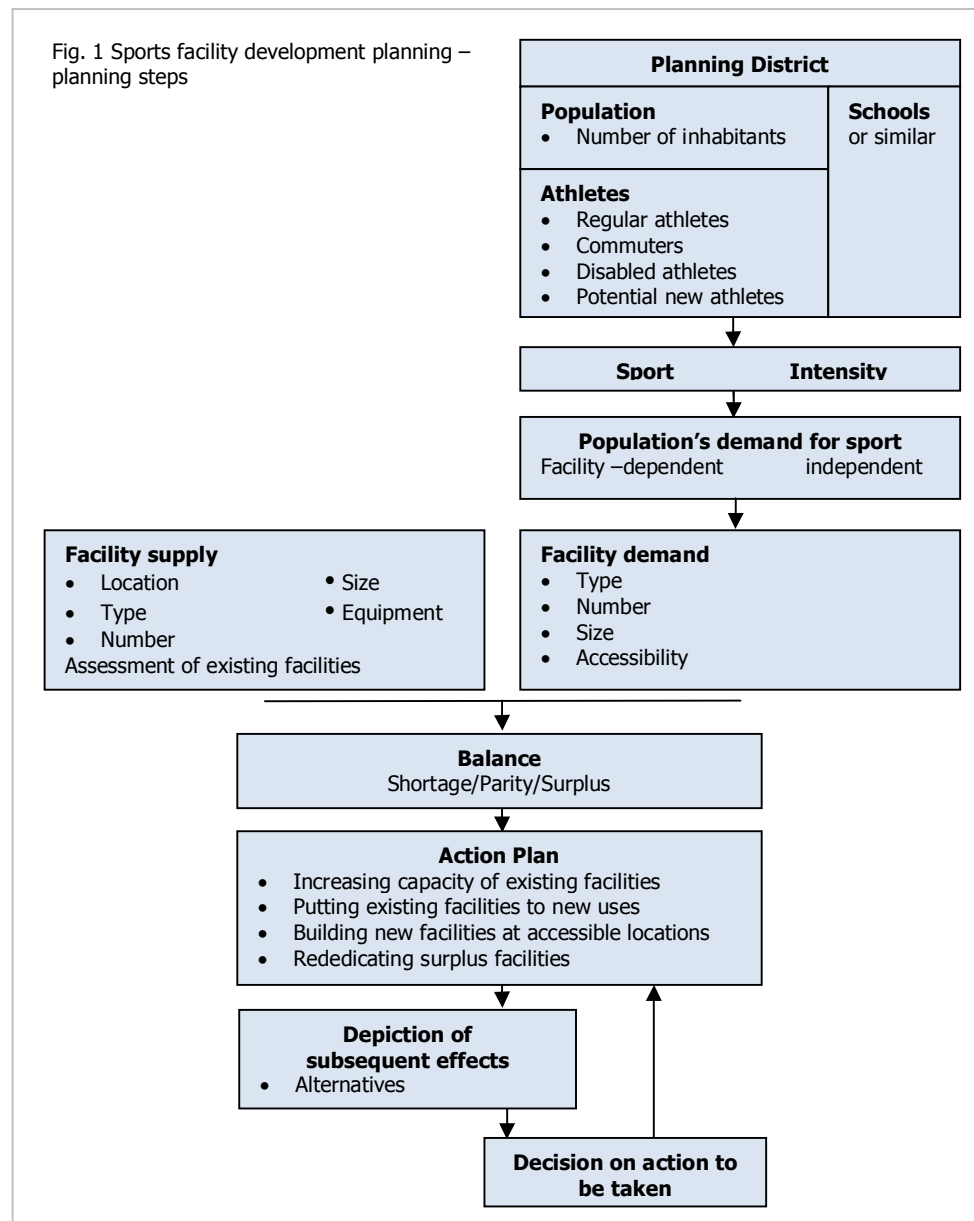 Fig. 1 Sports facility development planning –
planning steps
Planning District
Population
• Number of inhabitants
Schools
or similar
Athletes
• Regular athletes
• Commuters
• Disabled athletes
• Potential new athletes
Sport Intensity
Population's demand for sport
Facility –dependent independent
Facility supply
• Location • Size
• Type • Equipment
• Number
Assessment of existing facilities
Facility demand
• Type
• Number
• Size
• Accessibility
Balance
Shortage/Parity/Surplus
Action Plan
• Increasing capacity of existing facilities
• Putting existing facilities to new uses
• Building new facilities at accessible locations
• Rededicating surplus facilities
Depiction of
subsequent effects
• Alternatives
Decision on action to
be taken